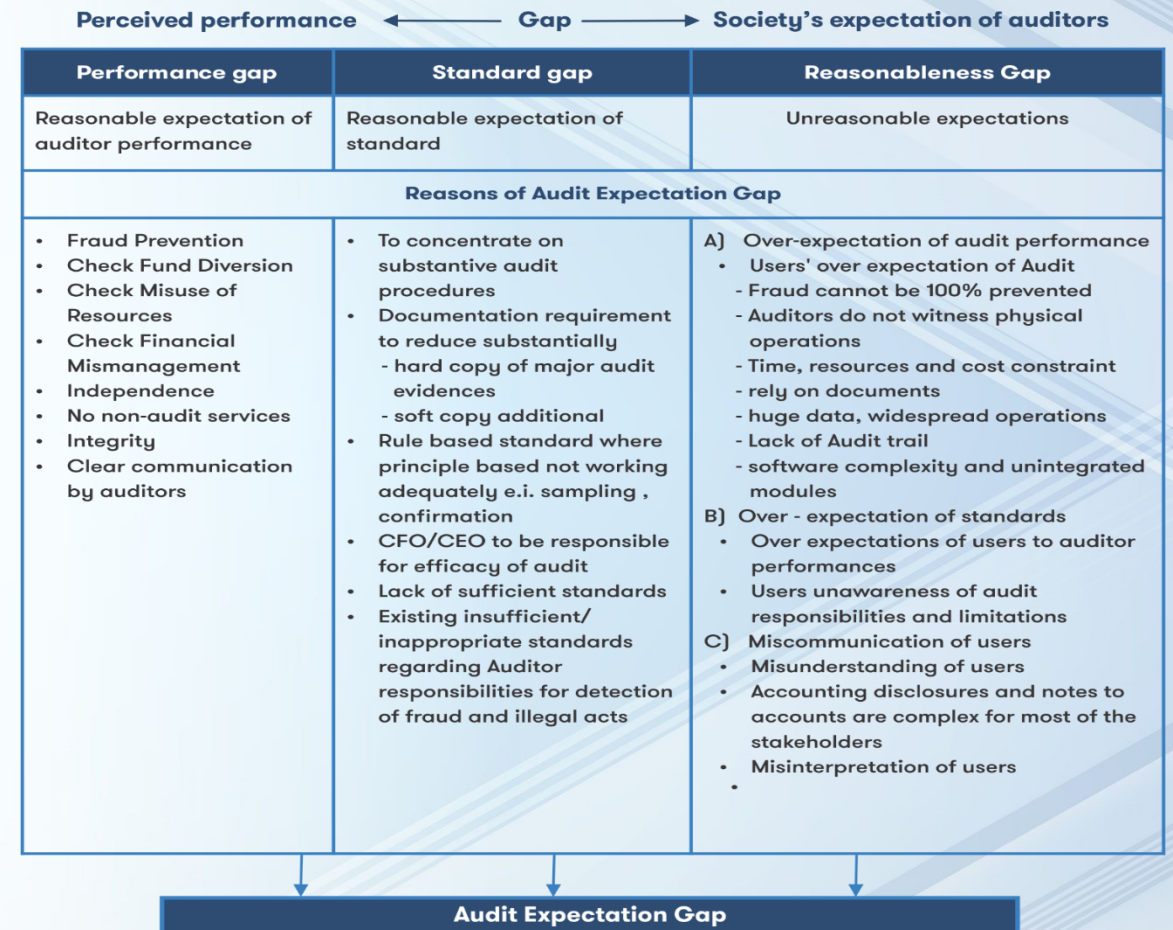 Perceived performance Gap Society's expectation of auditors
Performance gap
Standard gap
Reasonableness Gap
Reasonable expectation of
auditor performance
Reasonable expectation of
standard
Unreasonable expectations
Reasons of Audit Expectation Gap
• Fraud Prevention
• Check Fund Diversion
• Check Misuse of
Resources
• Check Financial
Mismanagement
• Independence
• No non-audit services
• Integrity
• Clear communication
by auditors
• To concentrate on
substantive audit
procedures
• Documentation requirement
to reduce substantially
- hard copy of major audit
evidences
- soft copy additional
• Rule based standard where
principle based not working
adequately e.i. sampling ,
confirmation
• CFO/CEO to be responsible
for efficacy of audit
• Lack of sufficient standards
• Existing insufficient/
inappropriate standards
regarding Auditor
responsibilities for detection
of fraud and illegal acts
A) Over-expectation of audit performance
• Users' over expectation of Audit
- Fraud cannot be 100% prevented
- Auditors do not witness physical
operations
- Time, resources and cost constraint
- rely on documents
- huge data, widespread operations
- Lack of Audit trail
- software complexity and unintegrated
modules
B) Over - expectation of standards
• Over expectations of users to auditor
performances
• Users unawareness of audit
responsibilities and limitations
C) Miscommunication of users
• Misunderstanding of users
• Accounting disclosures and notes to
accounts are complex for most of the
stakeholders
• Misinterpretation of users
•
Audit Expectation Gap